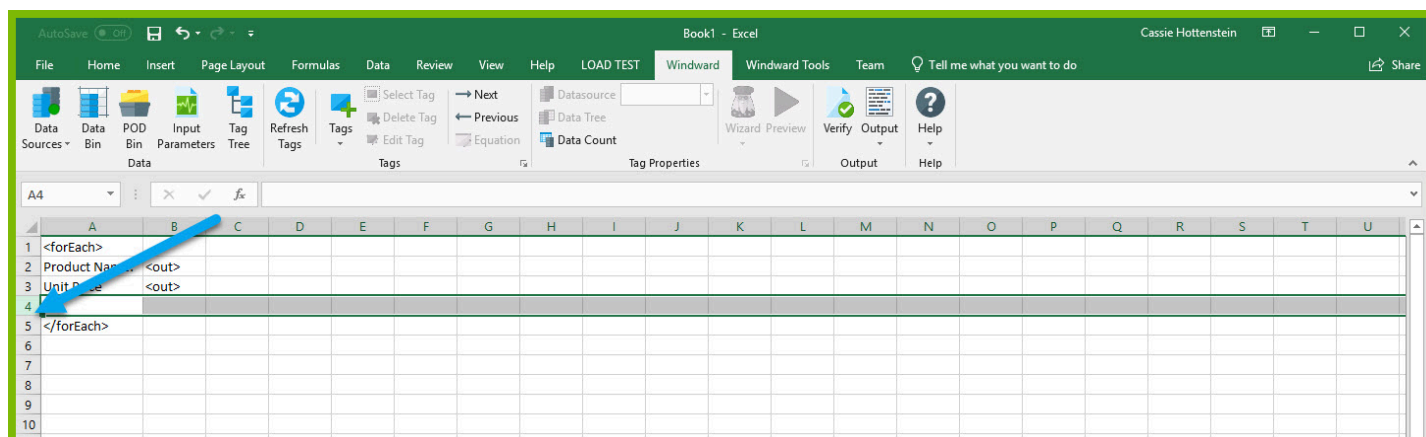 AutoSave Off Book1 - Excel Cassie Hottenstein
File Home Insert Page Layout Formulas Data Review View Help LOAD TEST Windward Windward Tools Team Tell me what you want to do Share
Select Tag Next Datasource
Delete Tag Previous Data Tree
Edit Tag Equation Data Count
Data Sources Data Bin POD Bin Input Parameters Tag Tree Refresh Tags Tags Wizard Preview Verify Output Help
Data Tags Tag Properties Output Help
A4 fx
A B C D E F G H I J K L M N O P Q R S T U
1 <forEach>
2 Product <out>
3 Unit <out>
4
5 </forEach>
6
7
8
9
10